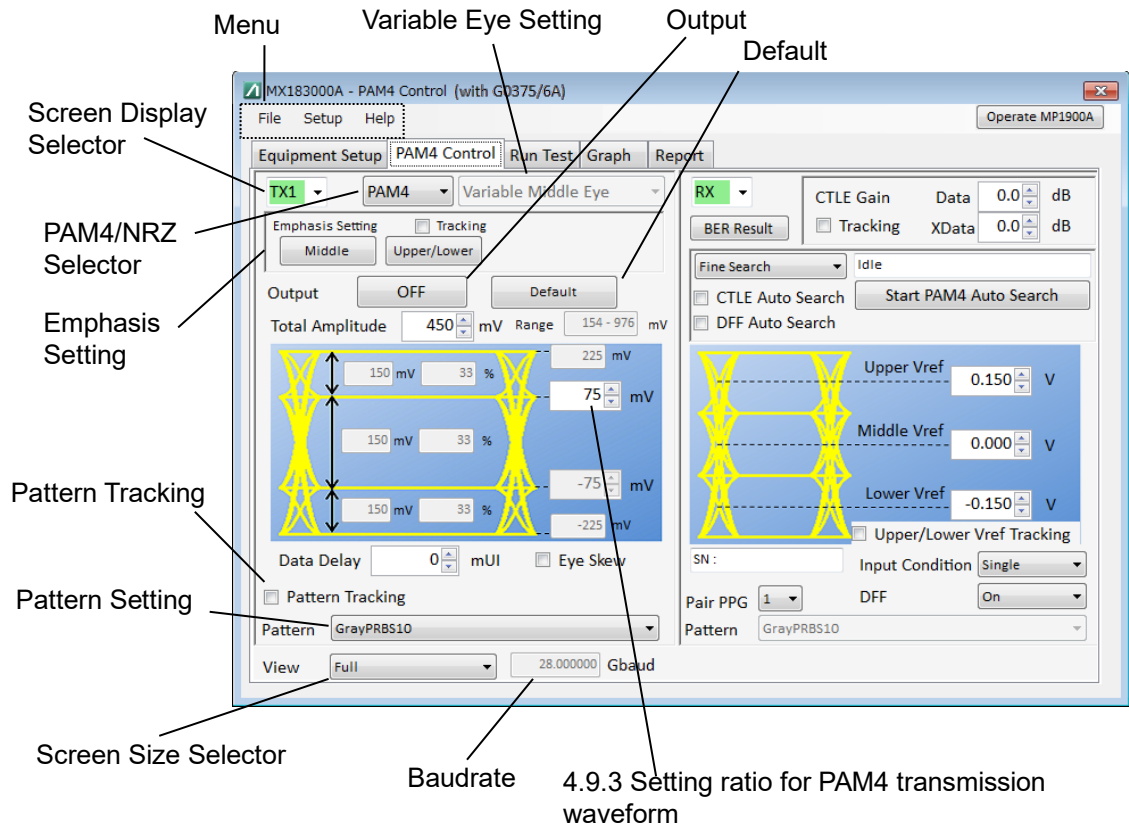 Menu
Variable Eye Setting
Output
Default
MX183000A - PAM4 Control (with G0375/6A)
Screen Display
Selector
File Setup Help
Operate MP1900A
Equipment Setup PAM4 Control Run Test Graph Report
TX1 PAM4 Variable Middle Eye
RX
CTLE Gain Data 0.0 dB
BER Result Tracking XData 0.0 dB
PAM4/NRZ
Selector
Emphasis Setting Tracking
Middle Upper/Lower
Fine Search Idle
Output OFF Default
CTLE Auto Search Start PAM4 Auto Search
DFF Auto Search
Emphasis
Setting
Total Amplitude 450 mV Range 154 - 976 mV
225 mV
150 mV 33 %
75 mV
150 mV 33 %
-75 mV
150 mV 33 %
-225 mV
Upper Vref 0.150 V
Middle Vref 0.000 V
Lower Vref -0.150 V
Upper/Lower Vref Tracking
Pattern Tracking
Data Delay 0 mUI Eye Skew
SN :
Input Condition Single
Pattern Setting
Pattern Tracking
Pair PPG 1 DFF On
Pattern GrayPRBS10
Pattern GrayPRBS10
View Full 28.000000 Gbaud
Screen Size Selector
Baudrate
4.9.3 Setting ratio for PAM4 transmission
waveform